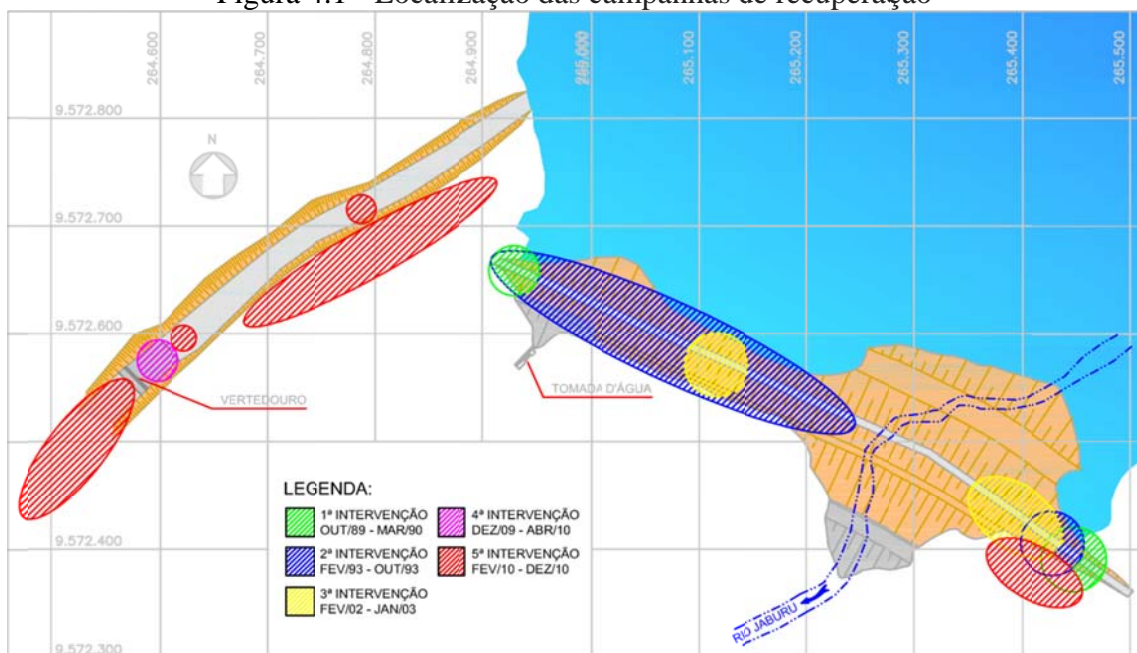 Figura 4.1 - Localização das campanhas de recuperação
264.600
264.700
264.800
264.900
265.100
265.200
265.300
265.400
265.500
9.572.800
N
9.572.700
9.572.600
VERTEDOURO
TOMADA D'ÁGUA
LEGENDA:
1ª INTERVENÇÃO
OUT/89 - MAR/90
4ª INTERVENÇÃO
DEZ/09 - ABR/10
2ª INTERVENÇÃO
FEV/93 - OUT/93
5ª INTERVENÇÃO
FEV/10 - DEZ/10
3ª INTERVENÇÃO
FEV/02 - JAN/03
9.572.400
RIO JABURU
9.572.300